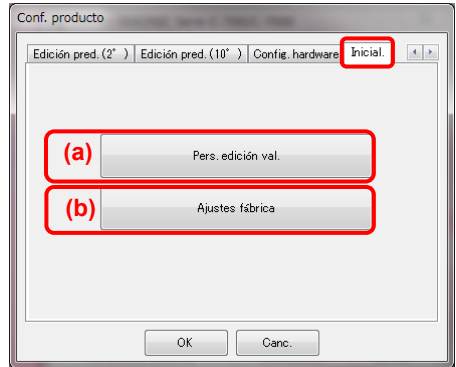 Conf. producto
Edición pred.(2° ) Edición pred.(10° ) Config. hardware Inicial.
(a) Pers. edición val.
(b) Ajustes fábrica
OK Canc.